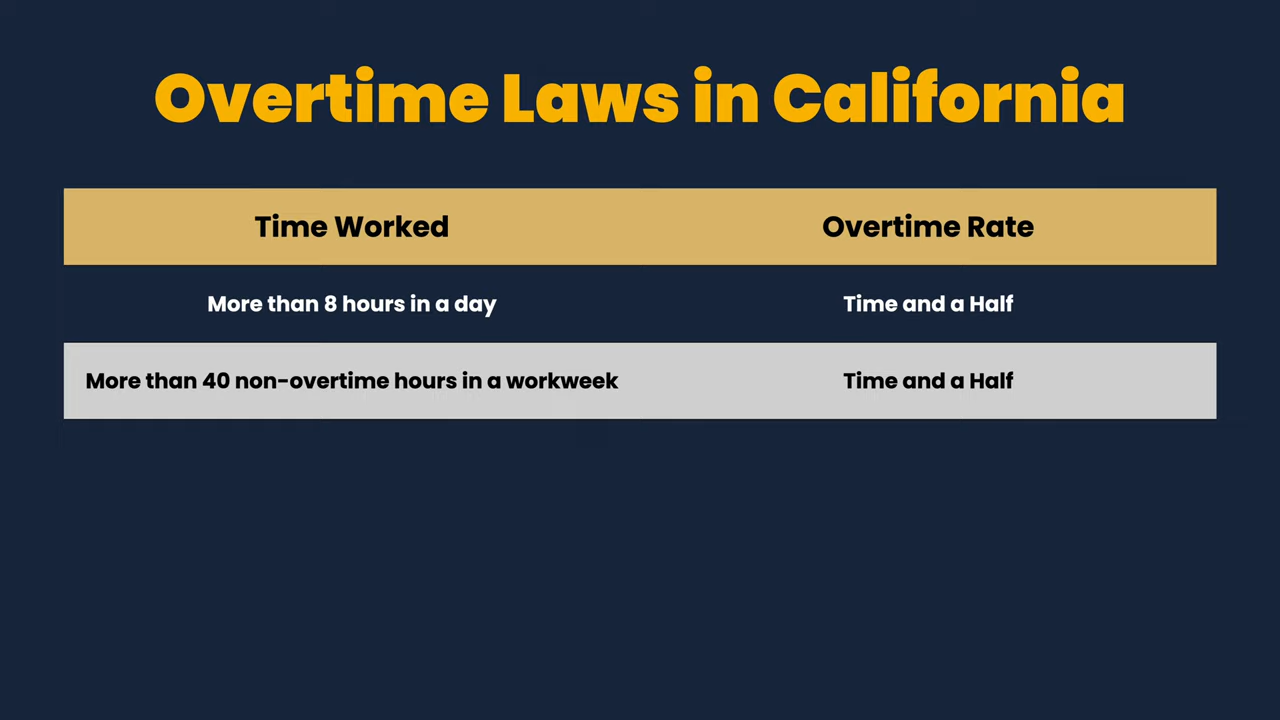 Overtime Laws in California
Time Worked Overtime Rate
More than 8 hours in a day Time and a Half
More than 40 non-overtime hours in a workweek Time and a Half